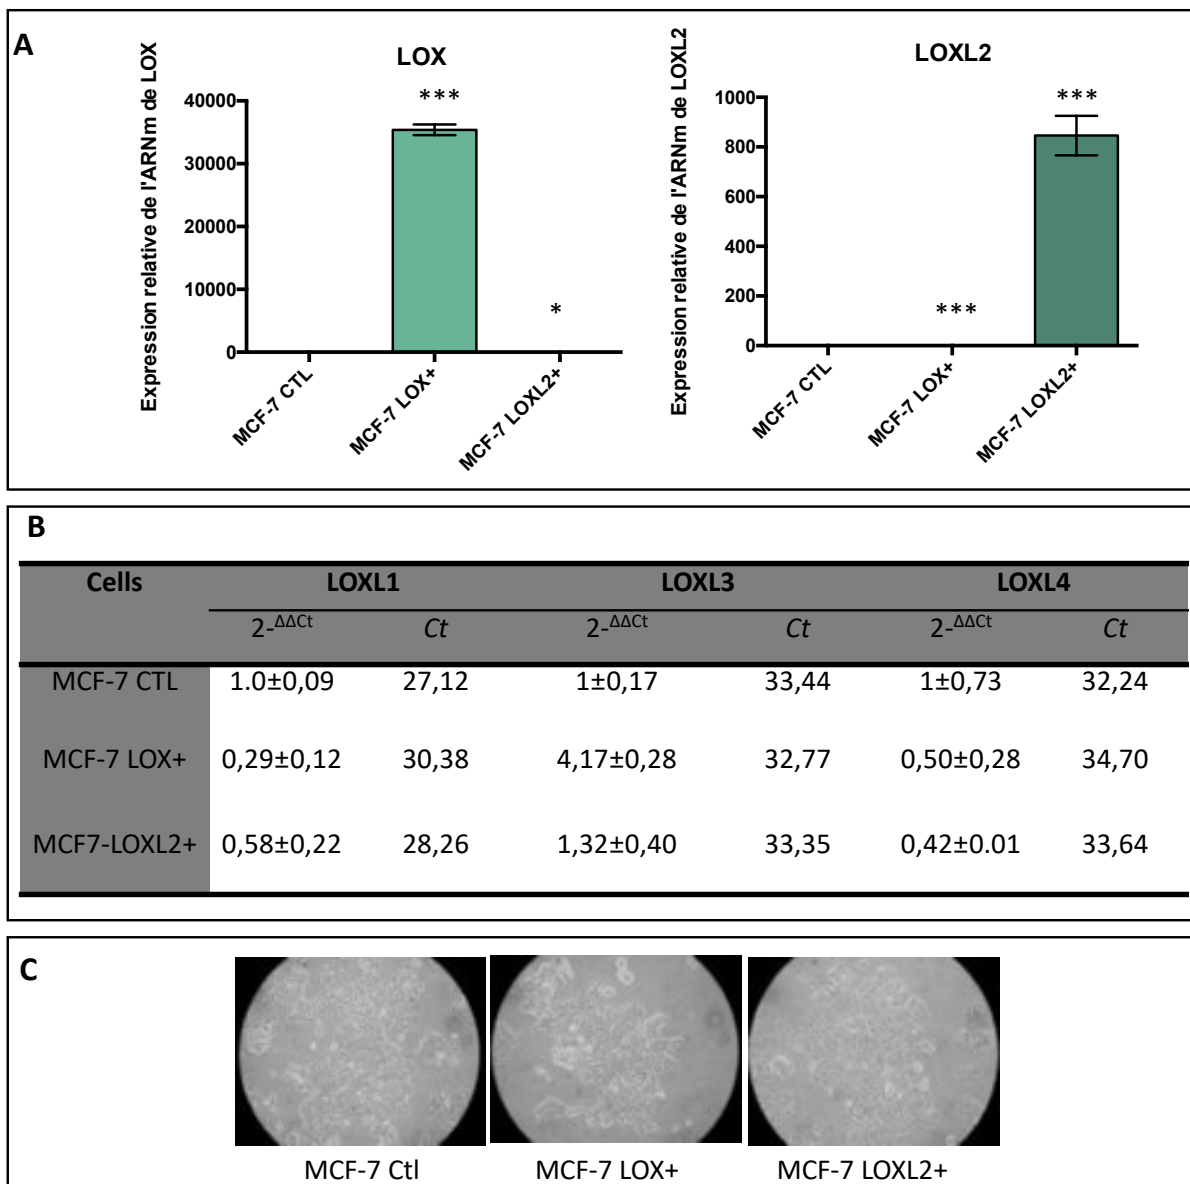 A
LOX
Expression relative de l'ARNm de LOX
40000
***
30000
20000
10000
*
0
MCF-7 CTL
MCF-7 LOX+
MCF-7 LOXL2+
LOXL2
Expression relative de l'ARNm de LOXL2
1000
***
800
600
400
200
***
0
MCF-7 CTL
MCF-7 LOX+
MCF-7 LOXL2+
B
Cells LOXL1 LOXL3 LOXL4
2-ΔΔCt Ct 2-ΔΔCt Ct 2-ΔΔCt Ct
MCF-7 CTL 1.0±0,09 27,12 1±0,17 33,44 1±0,73 32,24
MCF-7 LOX+ 0,29±0,12 30,38 4,17±0,28 32,77 0,50±0,28 34,70
MCF7-LOXL2+ 0,58±0,22 28,26 1,32±0,40 33,35 0,42±0.01 33,64
C
MCF-7 Ctl MCF-7 LOX+ MCF-7 LOXL2+